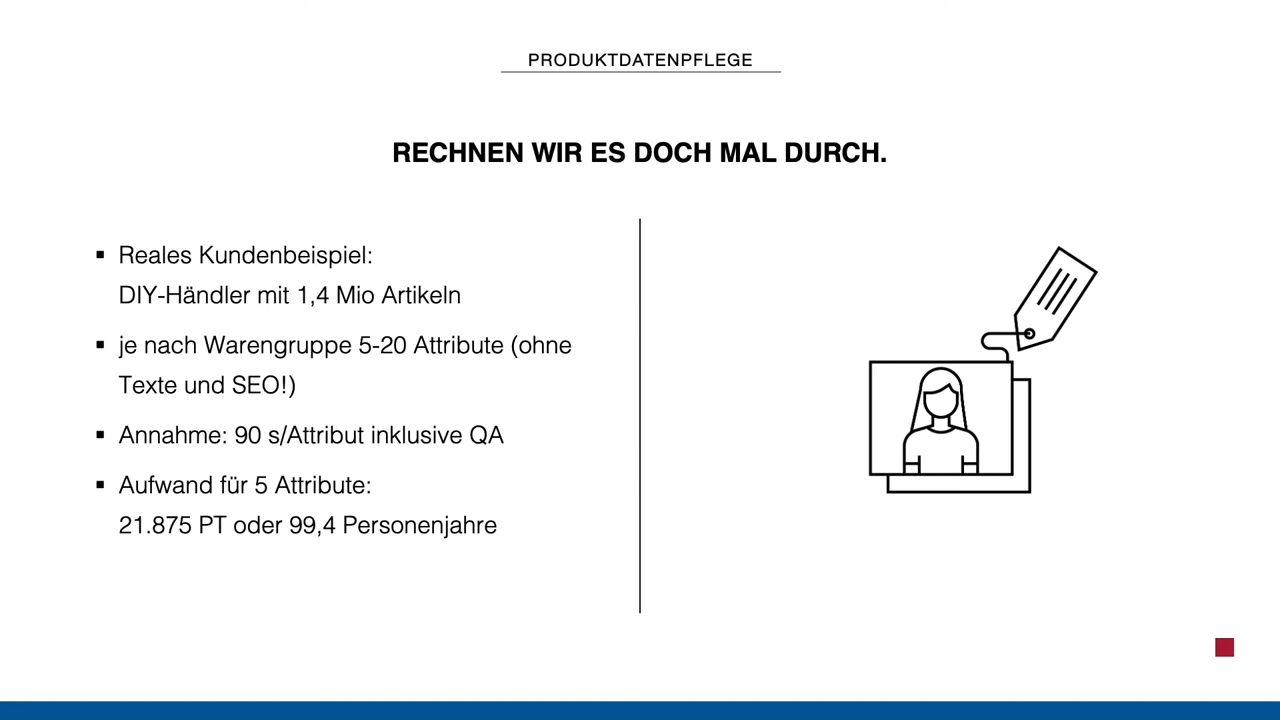 PRODUKTDATENPFLEGE
RECHNEN WIR ES DOCH MAL DURCH.
▪ Reales Kundenbeispiel:
DIY-Händler mit 1,4 Mio Artikeln
▪ je nach Warengruppe 5-20 Attribute (ohne
Texte und SEO!)
▪ Annahme: 90 s/Attribut inklusive QA
▪ Aufwand für 5 Attribute:
21.875 PT oder 99,4 Personenjahre